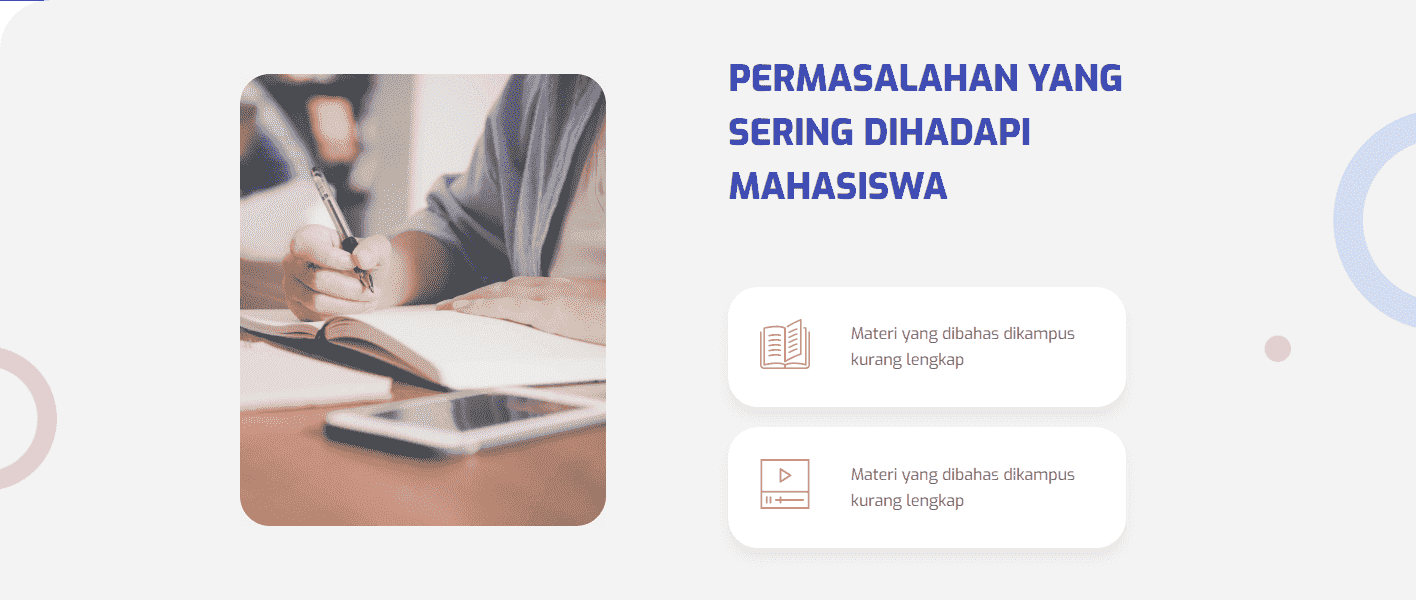 PERMASALAHAN YANG
SERING DIHADAPI
MAHASISWA
Materi yang dibahas dikampus
kurang lengkap
Materi yang dibahas dikampus
kurang lengkap